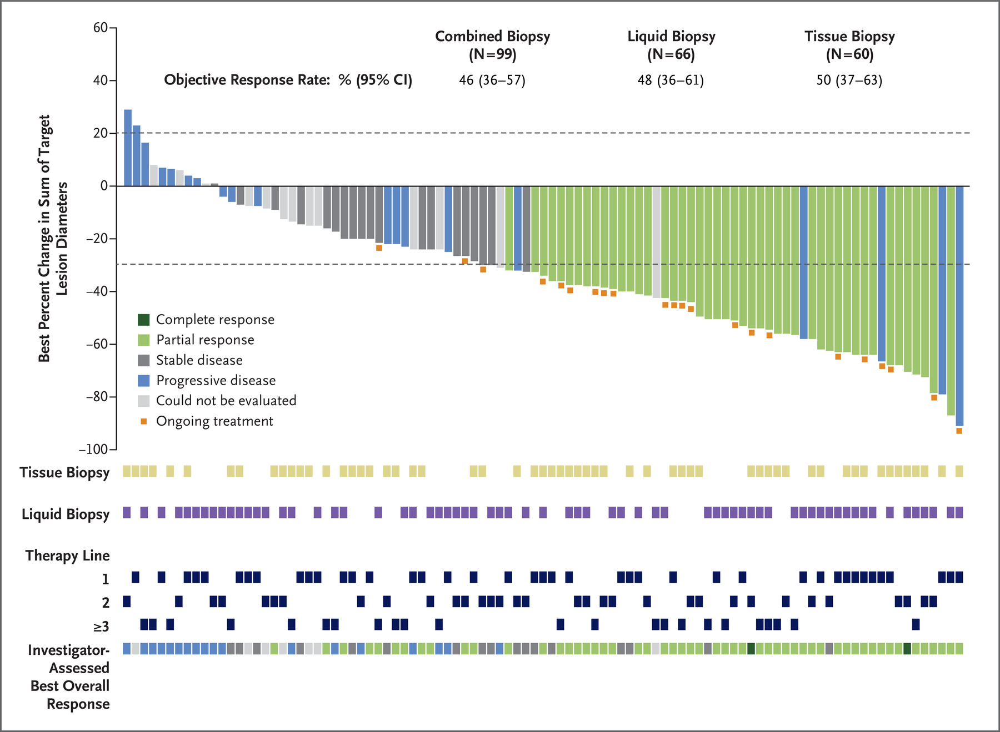 60
40
20
0
–20
–40
–60
–80
–100
Best Percent Change in Sum of Target
Lesion Diameters
Combined Biopsy
(N=99)
Liquid Biopsy
(N=66)
Tissue Biopsy
(N=60)
Objective Response Rate: % (95% CI)
46 (36–57)
48 (36–61)
50 (37–63)
Complete response
Partial response
Stable disease
Progressive disease
Could not be evaluated
Ongoing treatment
Tissue Biopsy
Liquid Biopsy
Therapy Line
1
2
≥3
Investigator-
Assessed
Best Overall
Response